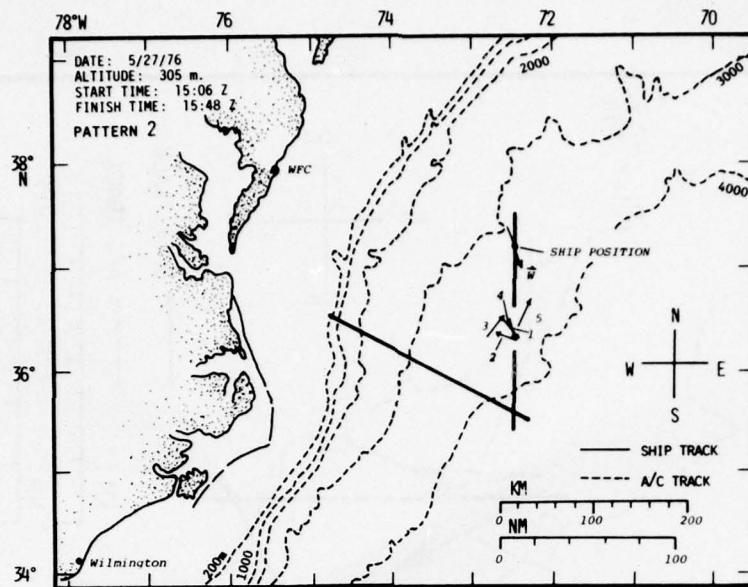 78°W 76 74 72 70
DATE: 5/27/76
ALTITUDE: 305 m.
START TIME: 15:06 Z
FINISH TIME: 15:48 Z
PATTERN 2
2000
3000
38°
N
WFC
4000
SHIP POSITION
W
4
5
3
1
2
N
W E
S
36°
SHIP TRACK
A/C TRACK
KM
0 100 200
NM
0 100
200m
1000
34°
Wilmington